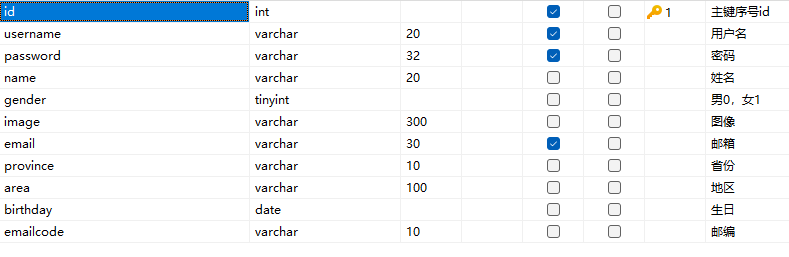 id int 1 主键序号id
username varchar 20 用户名
password varchar 32 密码
name varchar 20 姓名
gender tinyint 男0，女1
image varchar 300 图像
email varchar 30 邮箱
province varchar 10 省份
area varchar 100 地区
birthday date 生日
emailcode varchar 10 邮编